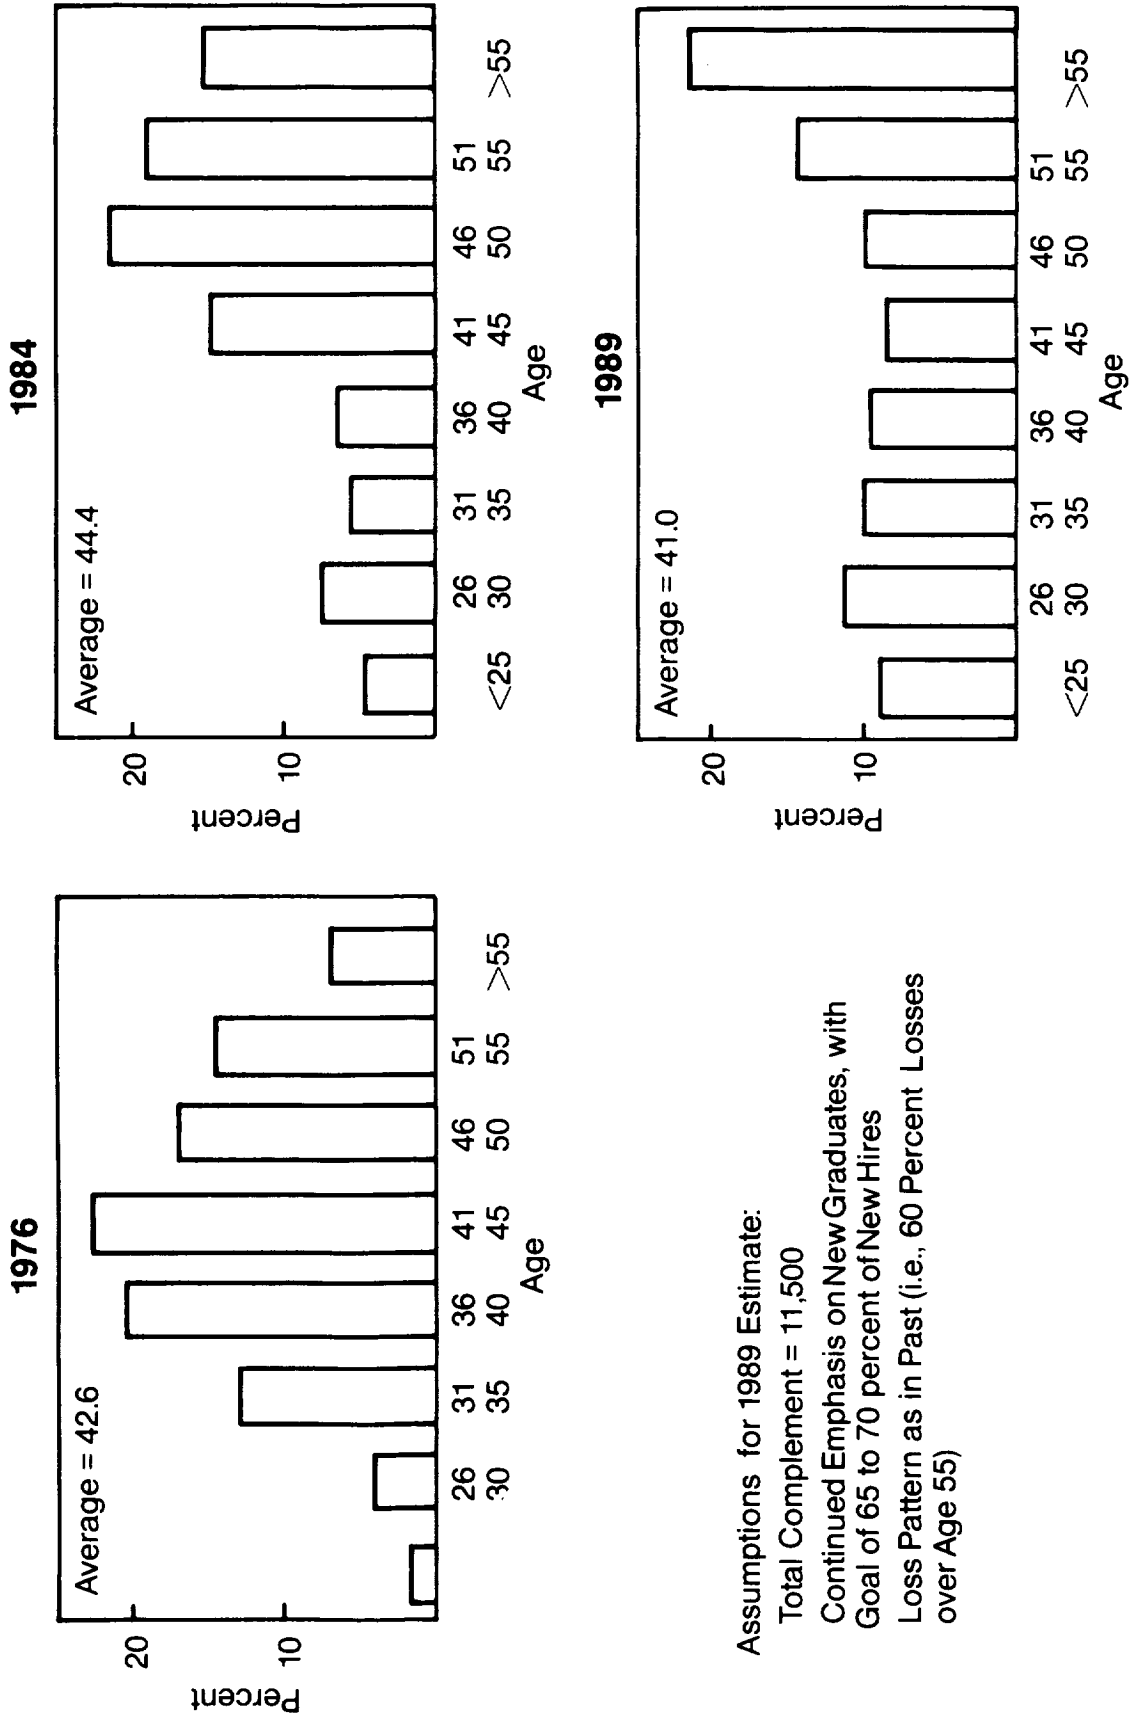 1976
Average = 42.6
Percent
20
10
26 31 36 41 46 51 >55
30 35 40 45 50 55
Age
1984
Average = 44.4
Percent
20
10
<25 26 31 36 41 46 51 >55
30 35 40 45 50 55
Age
Assumptions for 1989 Estimate:
Total Complement = 11,500
Continued Emphasis on New Graduates, with
Goal of 65 to 70 percent of New Hires
Loss Pattern as in Past (i.e., 60 Percent Losses
over Age 55)
1989
Average = 41.0
Percent
20
10
<25 26 31 36 41 46 51 >55
30 35 40 45 50 55
Age